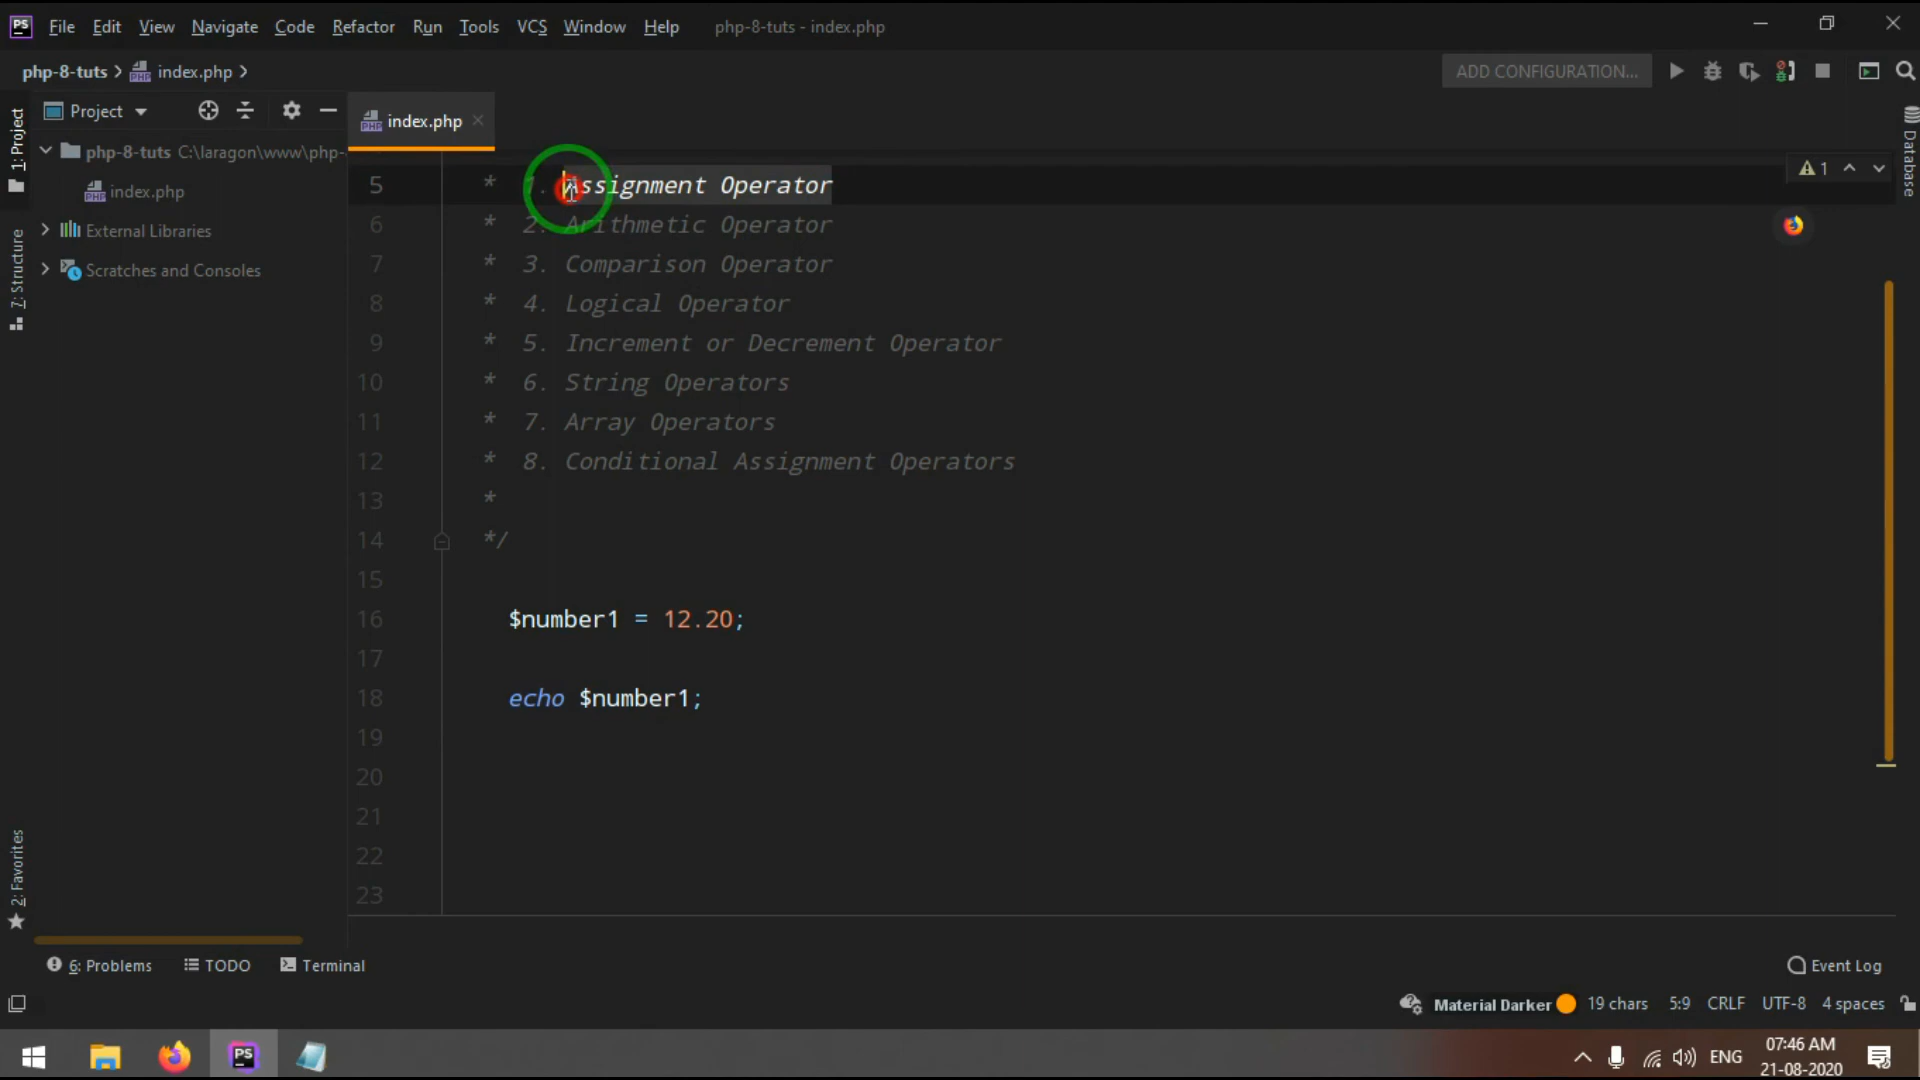 PS File Edit View Navigate Code Refactor Run Tools VCS Window Help php-8-tuts - index.php
php-8-tuts index.php ADD CONFIGURATION...
Project
index.php
1: Project
php-8-tuts C:\laragon\www\php-
index.php
External Libraries
Scratches and Consoles
7: Structure
2: Favorites
5 * 1. Assignment Operator
6 * 2. Arithmetic Operator
7 * 3. Comparison Operator
8 * 4. Logical Operator
9 * 5. Increment or Decrement Operator
10 * 6. String Operators
11 * 7. Array Operators
12 * 8. Conditional Assignment Operators
13 *
14 */
15
16 $number1 = 12.20;
17
18 echo $number1;
19
20
21
22
23
1
Database
6: Problems TODO Terminal Event Log
Material Darker 19 chars 5:9 CRLF UTF-8 4 spaces
PS ENG 07:46 AM
21-08-2020